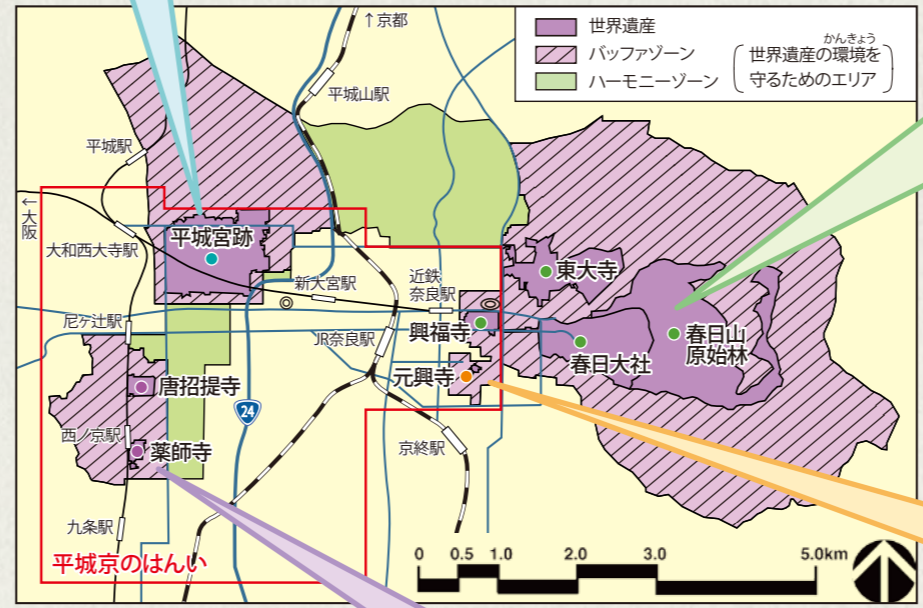 ↑京都
世界遺産
バッファゾーン
ハーモニーゾーン
かんきょう
世界遺産の環境を
守るためのエリア
平城山駅
平城駅
←大阪
大和西大寺駅
平城宮跡
新大宮駅
近鉄
奈良駅
東大寺
尼ヶ辻駅
JR奈良駅
興福寺
春日大社
春日山
原始林
元興寺
唐招提寺
24
西ノ京駅
薬師寺
京終駅
九条駅
平城京のはんい
0 0.5 1.0 2.0 3.0 5.0km